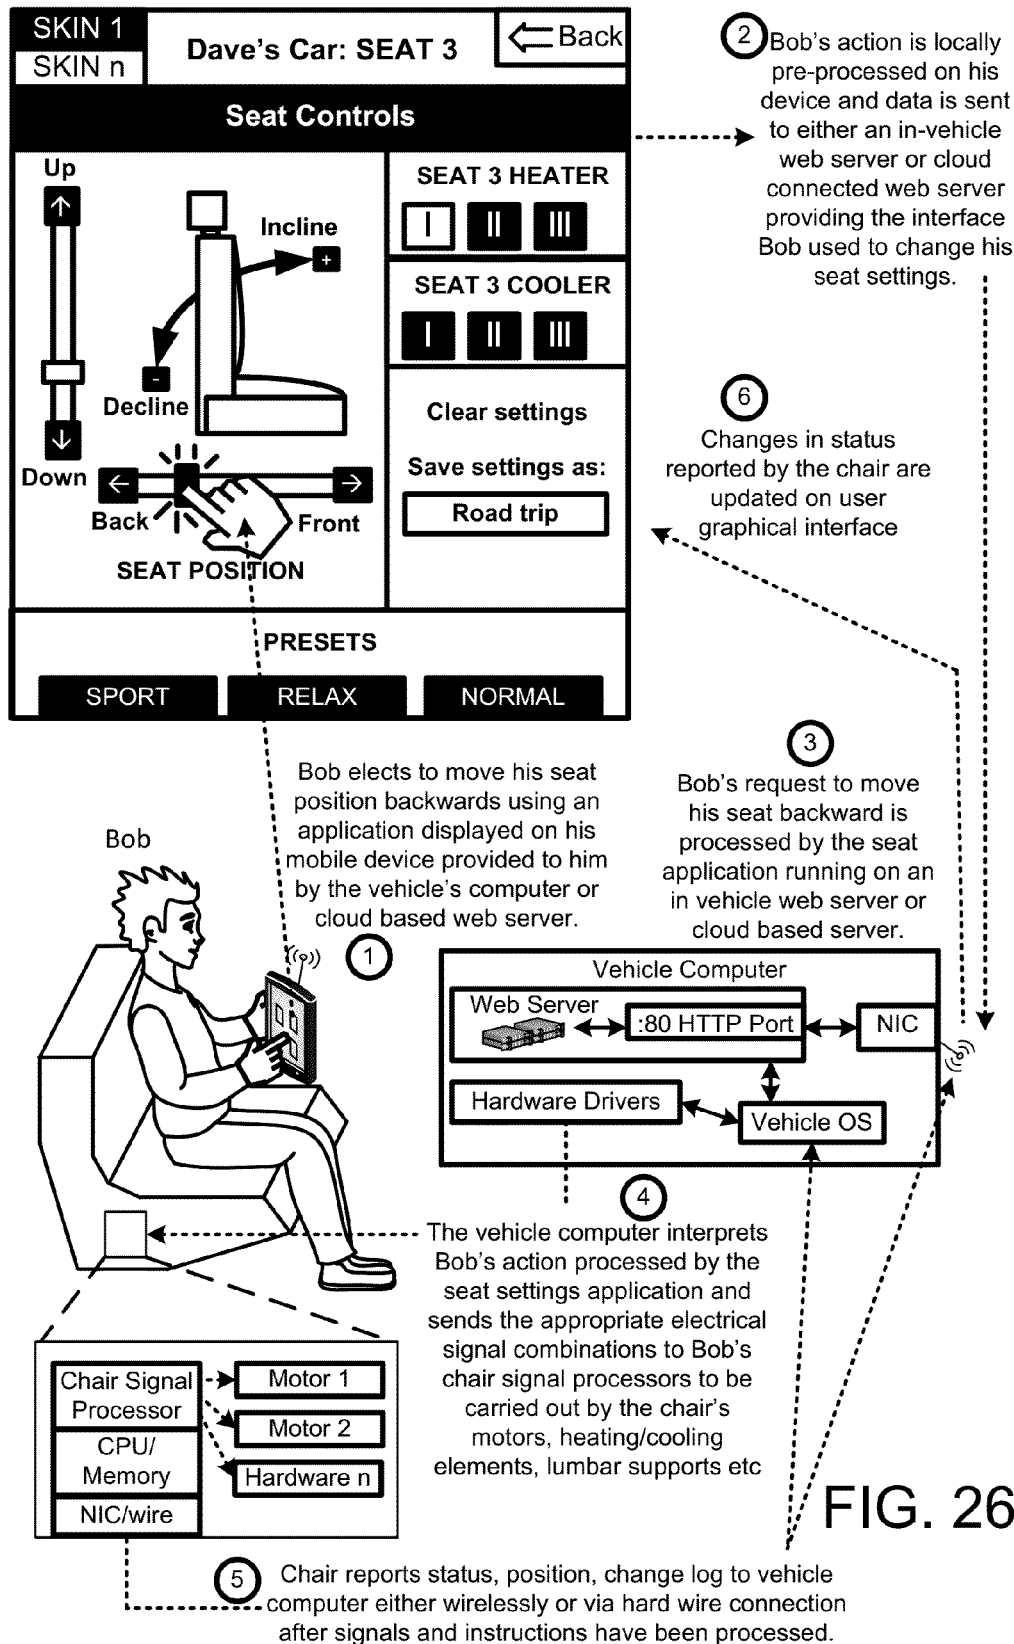 SKIN 1
SKIN n
Dave's Car: SEAT 3
Back
Seat Controls
Up
Incline
+
-
Decline
Down
Back
Front
SEAT POSITION
SEAT 3 HEATER
I II III
SEAT 3 COOLER
I II III
Clear settings
Save settings as:
Road trip
PRESETS
SPORT RELAX NORMAL
2
Bob's action is locally
pre-processed on his
device and data is sent
to either an in-vehicle
web server or cloud
connected web server
providing the interface
Bob used to change his
seat settings.
6
Changes in status
reported by the chair are
updated on user
graphical interface
3
Bob's request to move
his seat backward is
processed by the seat
application running on an
in vehicle web server or
cloud based server.
Bob elects to move his seat
position backwards using an
application displayed on his
mobile device provided to him
by the vehicle's computer or
cloud based web server.
1
Bob
Vehicle Computer
Web Server
:80 HTTP Port
NIC
Hardware Drivers
Vehicle OS
4
The vehicle computer interprets
Bob's action processed by the
seat settings application and
sends the appropriate electrical
signal combinations to Bob's
chair signal processors to be
carried out by the chair's
motors, heating/cooling
elements, lumbar supports etc
Chair Signal
Processor
CPU/
Memory
NIC/wire
Motor 1
Motor 2
Hardware n
FIG. 26
5
Chair reports status, position, change log to vehicle
computer either wirelessly or via hard wire connection
after signals and instructions have been processed.